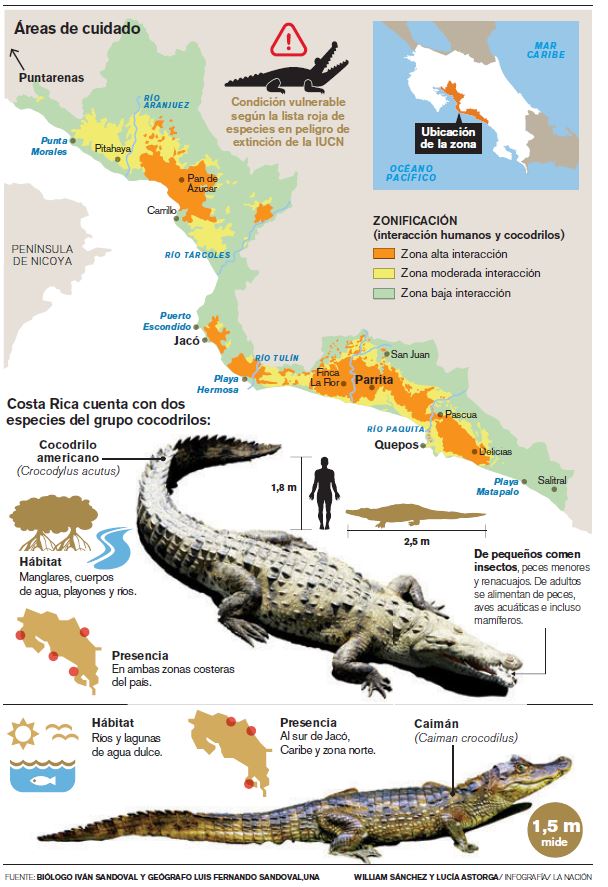 Áreas de cuidado
Puntarenas
RÍO
ARANJUEZ
Punta
Morales
Pitahaya
Pan de
Azúcar
Carrillo
RÍO TÁRCOLES
PENÍNSULA
DE NICOYA
Condición vulnerable
según la lista roja de
especies en peligro de
extinción de la IUCN
MAR
CARIBE
Ubicación
de la zona
OCÉANO
PACÍFICO
ZONIFICACIÓN
(interacción humanos y cocodrilos)
Zona alta interacción
Zona moderada interacción
Zona baja interacción
Puerto
Escondido
Jacó
RÍO TULÍN
Playa
Hermosa
Finca
La Flor
Parrita
San Juan
RÍO PAQUITA
Pascua
Quepos
Delicias
Playa
Matapalo
Salitral
Costa Rica cuenta con dos
especies del grupo cocodrilos:
Cocodrilo
americano
(Crocodylus acutus)
1,8 m
2,5 m
Hábitat
Manglares, cuerpos
de agua, playones y ríos.
De pequeños comen
insectos, peces menores
y renacuajos. De adultos
se alimentan de peces,
aves acuáticas e incluso
mamíferos.
Presencia
En ambas zonas costeras
del país.
Hábitat
Ríos y lagunas
de agua dulce.
Presencia
Al sur de Jacó,
Caribe y zona norte.
Caimán
(Caiman crocodilus)
1,5 m
mide
FUENTE: BIÓLOGO IVÁN SANDOVAL Y GEÓGRAFO LUIS FERNANDO SANDOVAL,UNA
WILLIAM SÁNCHEZ Y LUCÍA ASTORGA/ INFOGRAFÍA/ LA NACIÓN